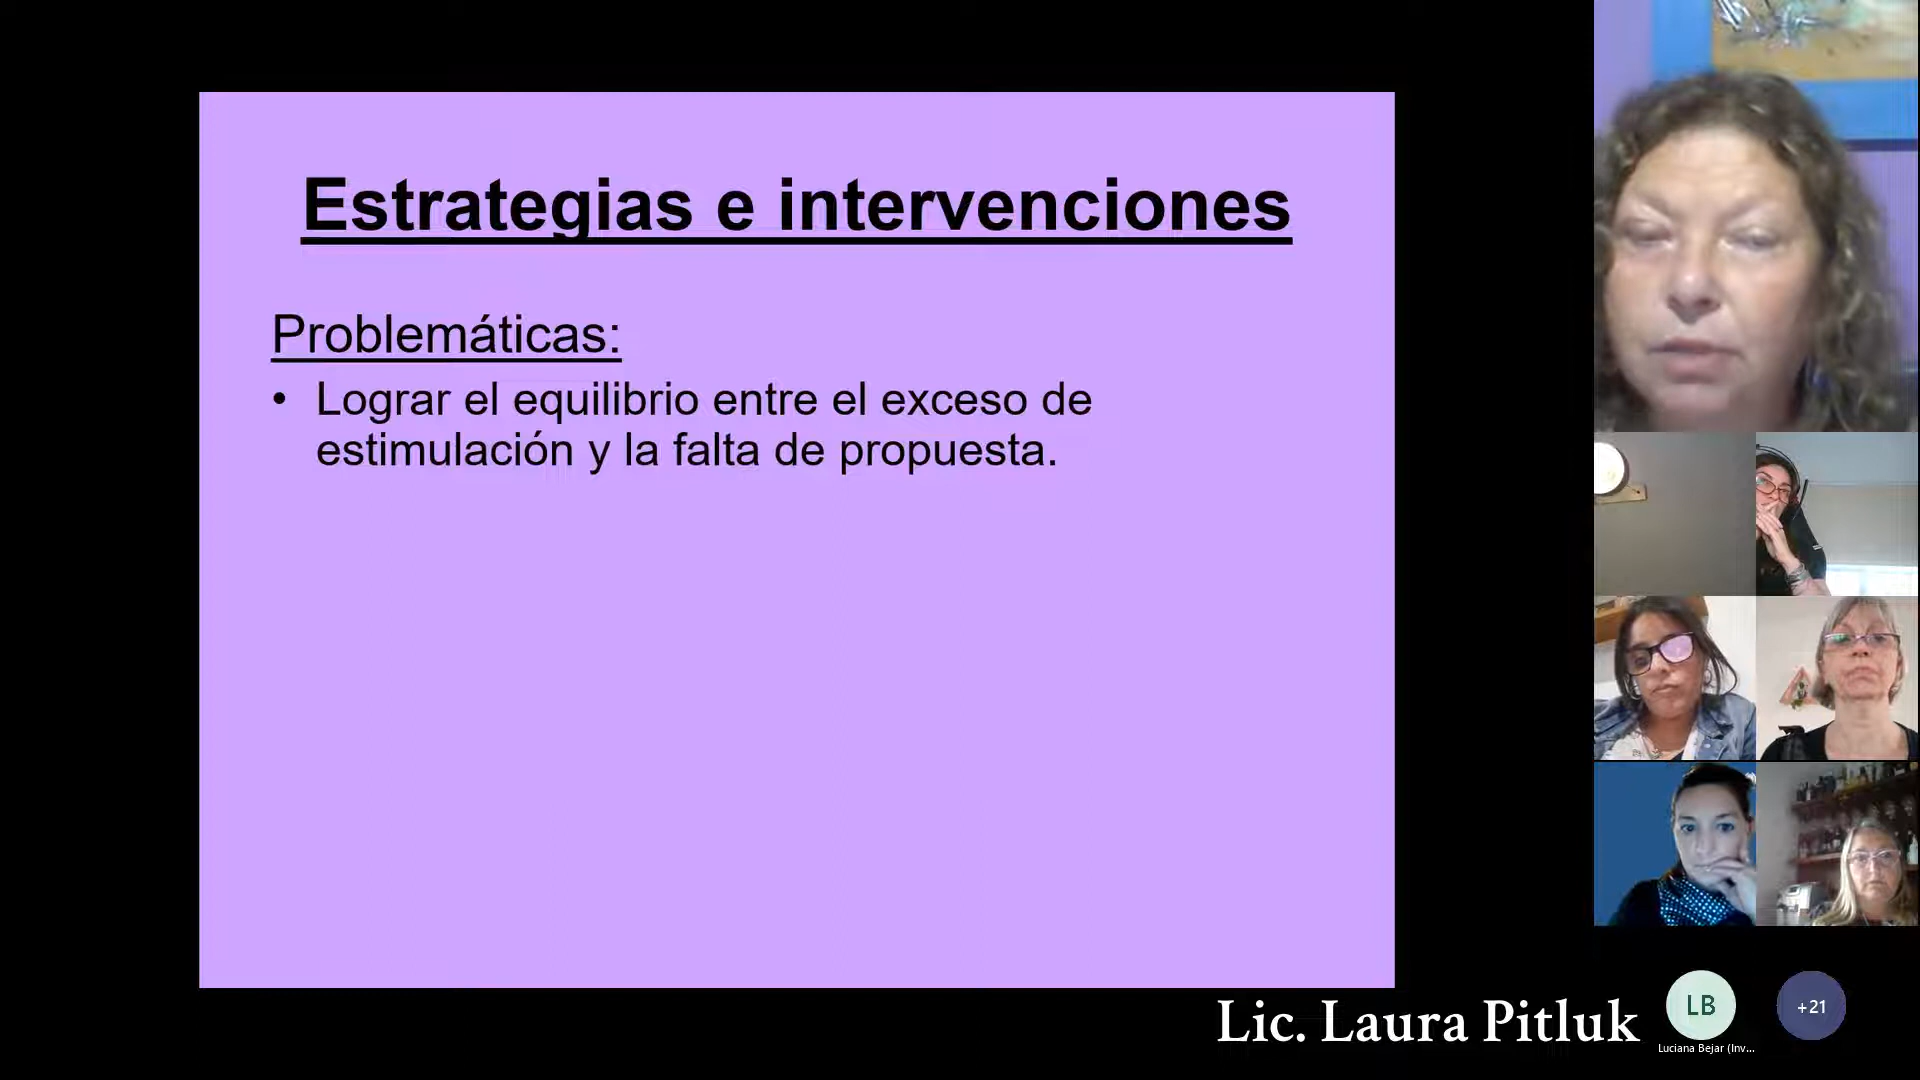 Estrategias e intervenciones
Problemáticas:
• Lograr el equilibrio entre el exceso de
estimulación y la falta de propuesta.
Lic. Laura Pitluk
LB
+21
Luciana Bejar (Inv...